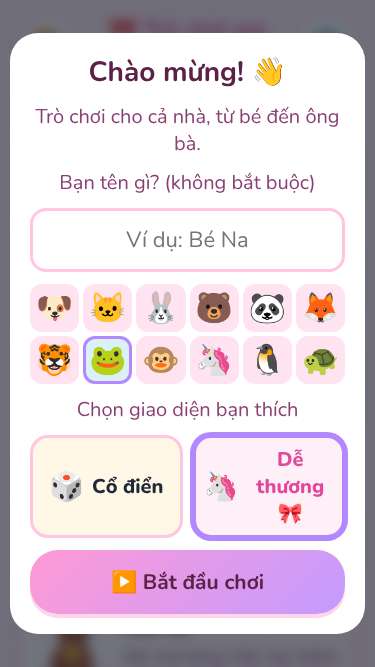 Chào mừng! 👋
Trò chơi cho cả nhà, từ bé đến ông
bà.
Bạn tên gì? (không bắt buộc)
Ví dụ: Bé Na
Chọn giao diện bạn thích
Cổ điển
Dễ
thương
Bắt đầu chơi